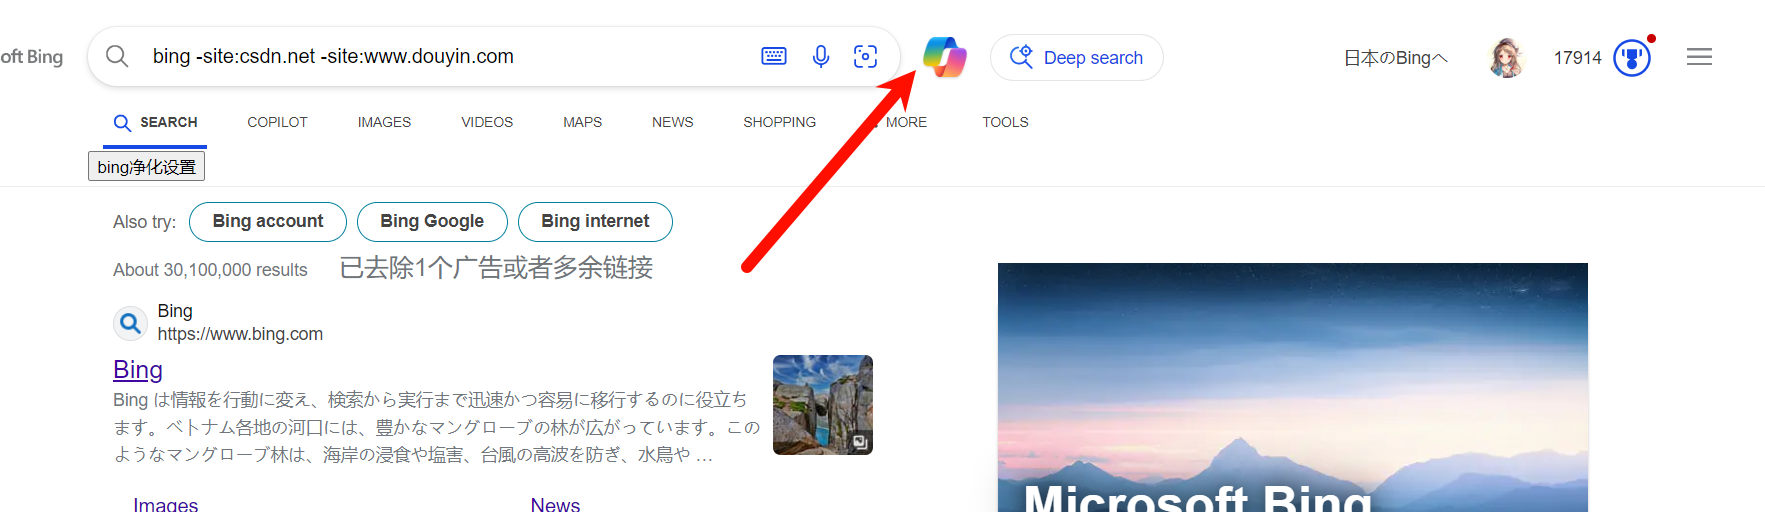 oft Bing
bing -site:csdn.net -site:www.douyin.com
Deep search
日本のBingへ
17914
SEARCH
COPILOT
IMAGES
VIDEOS
MAPS
NEWS
SHOPPING
MORE
TOOLS
bing净化设置
Also try:
Bing account
Bing Google
Bing internet
About 30,100,000 results
已去除1个广告或者多余链接
Bing
https://www.bing.com
Bing
Bing は情報を行動に変え、検索から実行まで迅速かつ容易に移行するのに役立ち
ます。ベトナム各地の河口には、豊かなマングローブの林が広がっています。この
ようなマングローブ林は、海岸の浸食や塩害、台風の高波を防ぎ、水鳥や ...
Images
News
Microsoft Bing